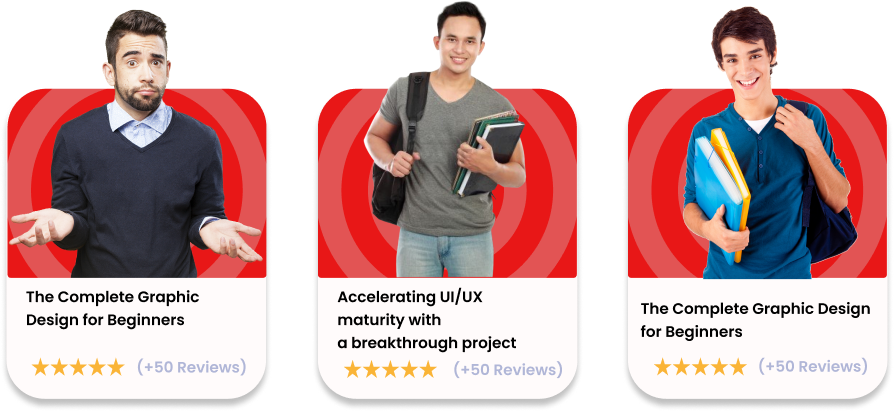 The Complete Graphic
Design for Beginners
(+50 Reviews)
Accelerating UI/UX
maturity with
a breakthrough project
(+50 Reviews)
The Complete Graphic Design
for Beginners
(+50 Reviews)